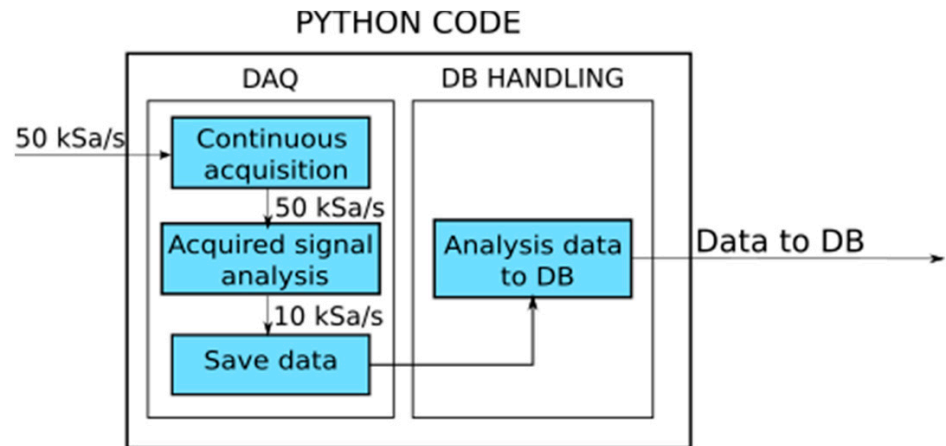 PYTHON CODE
DAQ
DB HANDLING
50 kSa/s
Continuous
acquisition
50 kSa/s
Acquired signal
analysis
10 kSa/s
Save data
Analysis data
to DB
Data to DB